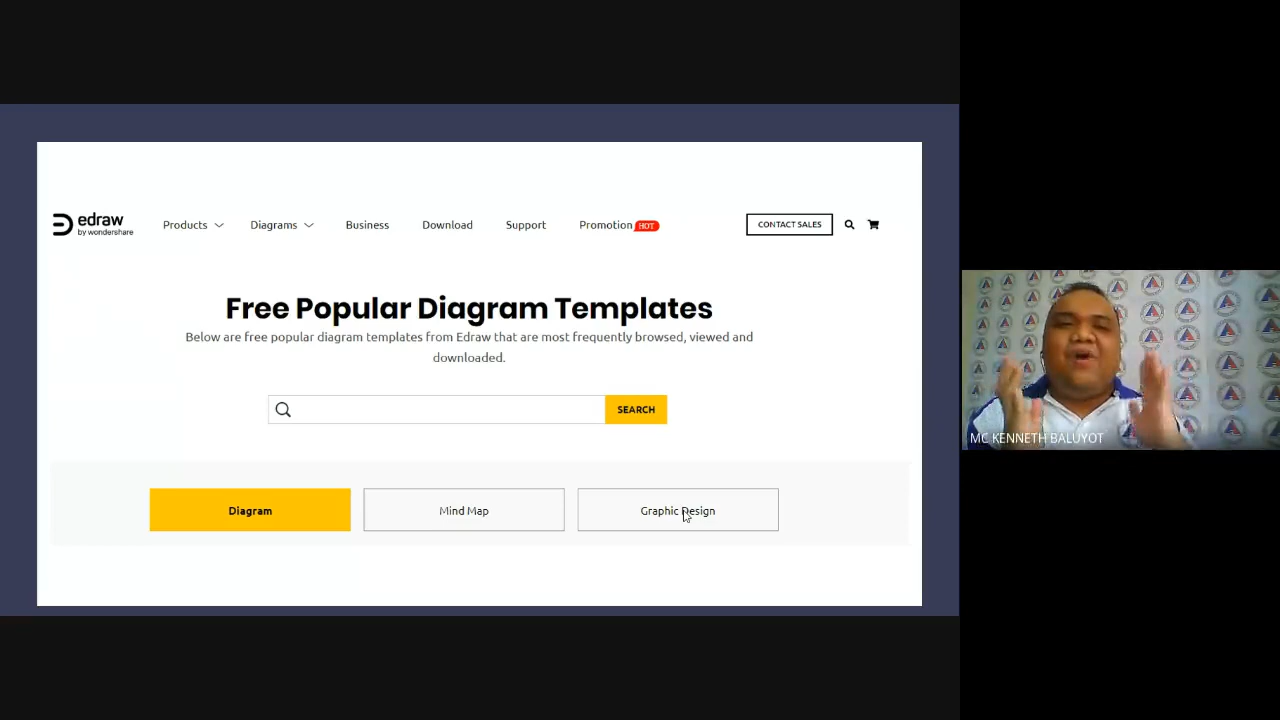 edraw
by wondershare
Products
Diagrams
Business
Download
Support
Promotion HOT
CONTACT SALES
Free Popular Diagram Templates
Below are free popular diagram templates from Edraw that are most frequently browsed, viewed and
downloaded.
SEARCH
Diagram
Mind Map
Graphic Design
MC KENNETH BALUYOT